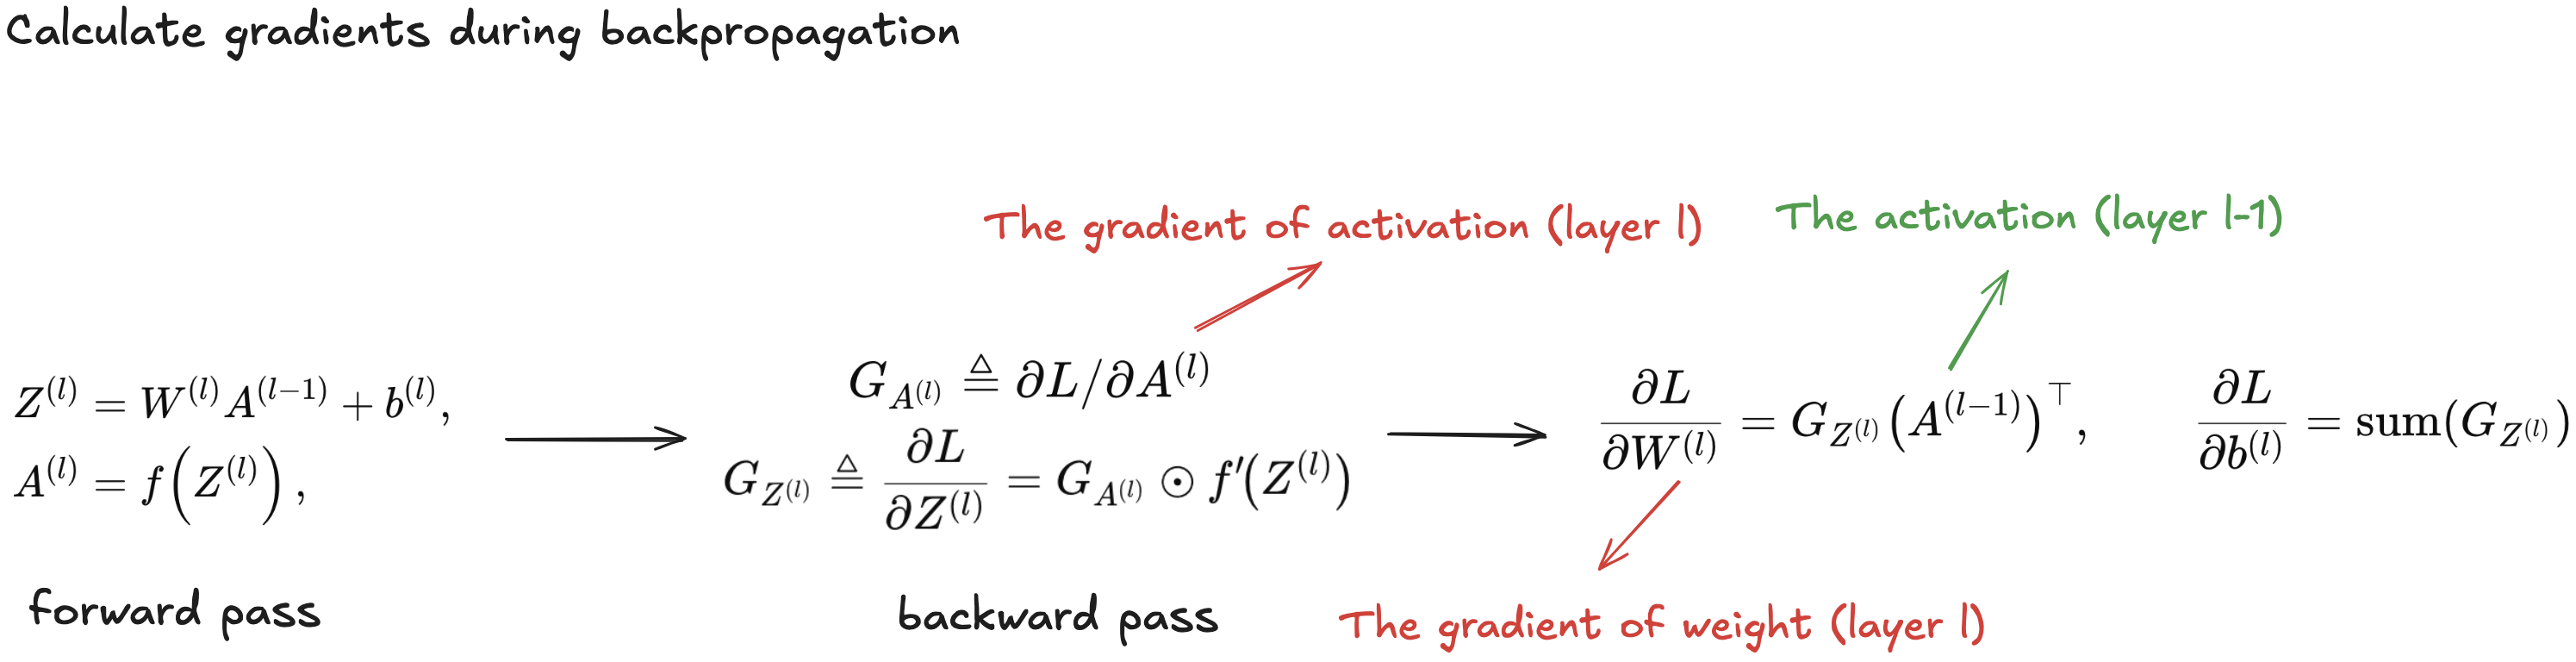 Calculate gradients during backpropagation
The gradient of activation (layer l)
The activation (layer l-1)
Z^{(l)} = W^{(l)} A^{(l-1)} + b^{(l)},
A^{(l)} = f(Z^{(l)}),
G_{A^{(l)}} ≜ ∂L/∂A^{(l)}
G_{Z^{(l)}} ≜ ∂L/∂Z^{(l)} = G_{A^{(l)}} ⊙ f′(Z^{(l)})
∂L/∂W^{(l)} = G_{Z^{(l)}} (A^{(l-1)})^⊤, ∂L/∂b^{(l)} = sum(G_{Z^{(l)}})
forward pass
backward pass
The gradient of weight (layer l)